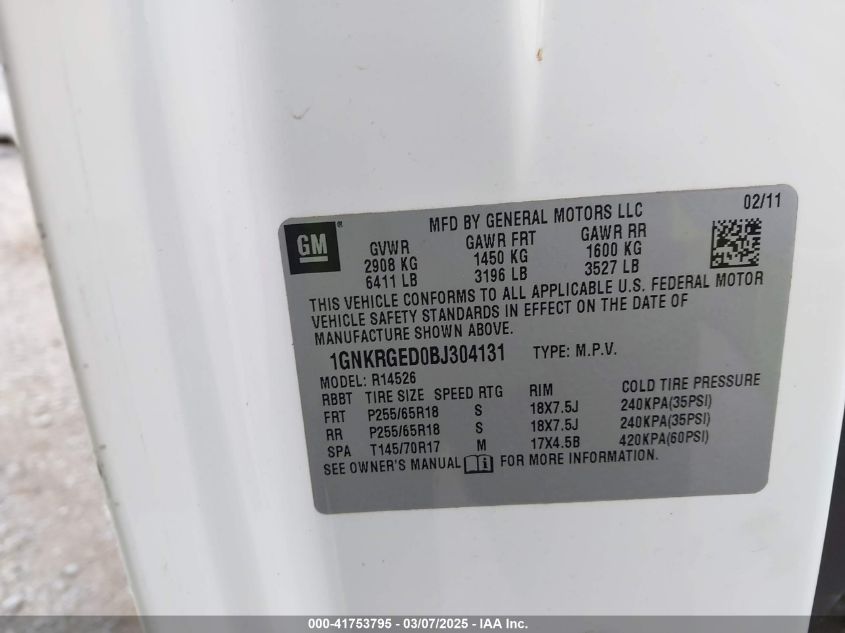 GM®
MFD BY GENERAL MOTORS LLC
02/11
GVWR GAWR FRT GAWR RR
2908 KG 1450 KG 1600 KG
6411 LB 3196 LB 3527 LB
THIS VEHICLE CONFORMS TO ALL APPLICABLE U.S. FEDERAL MOTOR
VEHICLE SAFETY STANDARDS IN EFFECT ON THE DATE OF
MANUFACTURE SHOWN ABOVE.
1GNKRGED0BJ304131 TYPE: M.P.V.
MODEL: R14526
RBBT TIRE SIZE SPEED RTG RIM COLD TIRE PRESSURE
FRT P255/65R18 S 18X7.5J 240KPA(35PSI)
RR P255/65R18 S 18X7.5J 240KPA(35PSI)
SPA T145/70R17 M 17X4.5B 420KPA(60PSI)
SEE OWNER'S MANUAL FOR MORE INFORMATION.
000-41753795 - 03/07/2025 - IAA Inc.